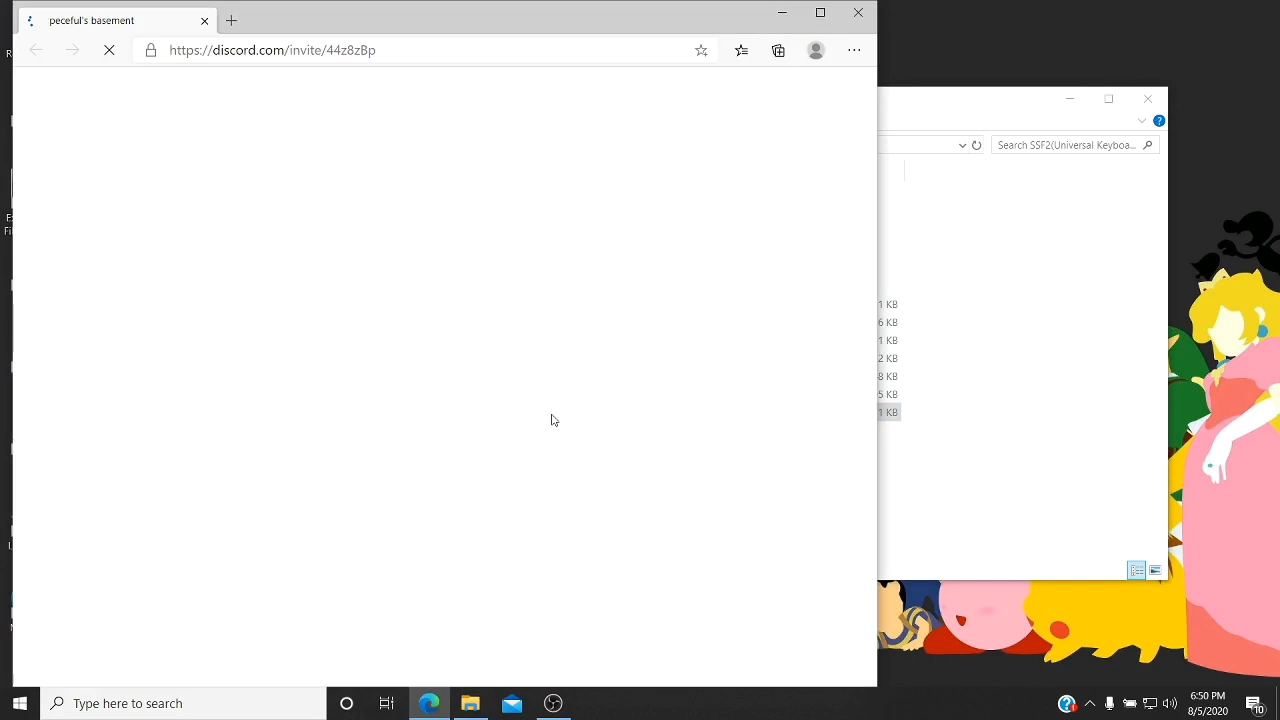 peceful's basement
https://discord.com/invite/44z8zBp
Search SSF2(Universal Keyboa...
1 KB
6 KB
1 KB
2 KB
8 KB
5 KB
1 KB
Type here to search
6:50 PM
8/5/2020
10